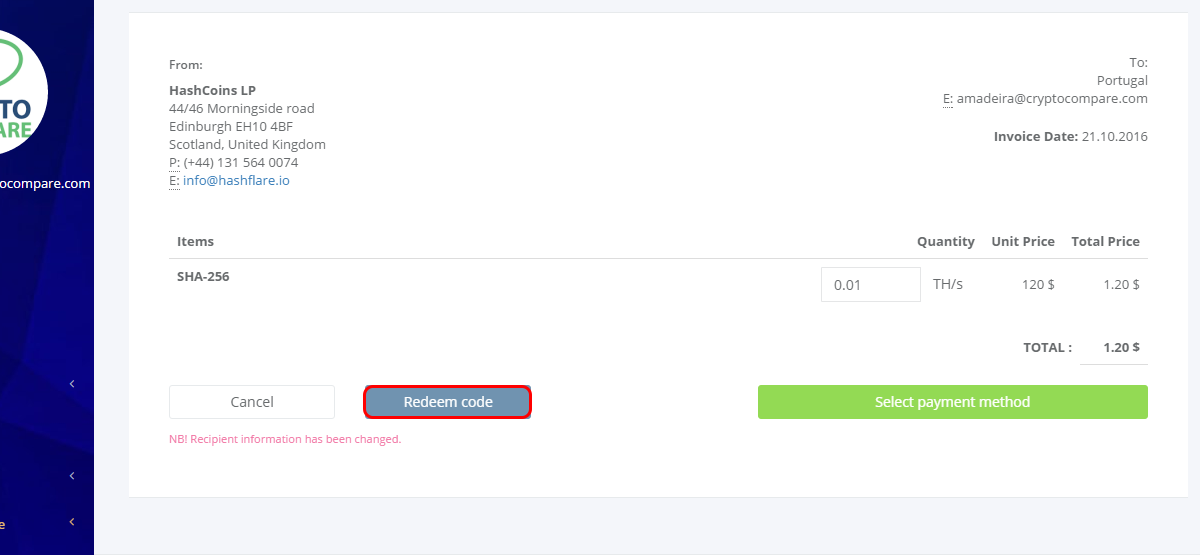 TO
ARE
ocompare.com
e
From:
HashCoins LP
44/46 Morningside road
Edinburgh EH10 4BF
Scotland, United Kingdom
P: (+44) 131 564 0074
E: info@hashflare.io
To:
Portugal
E: amadeira@cryptocompare.com
Invoice Date: 21.10.2016
Items Quantity Unit Price Total Price
SHA-256 0.01 TH/s 120 $ 1.20 $
TOTAL : 1.20 $
Cancel Redeem code Select payment method
NB! Recipient information has been changed.